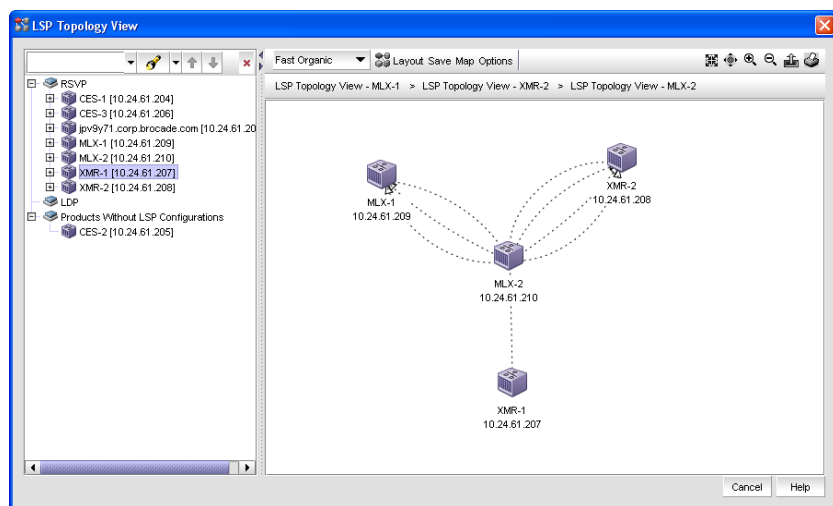 LSP Topology View
Fast Organic
Layout Save Map Options
LSP Topology View - MLX-1 > LSP Topology View - XMR-2 > LSP Topology View - MLX-2
RSVP
CES-1 [10.24.61.204]
CES-3 [10.24.61.206]
jpv9y71.corp.brocade.com [10.24.61.20
MLX-1 [10.24.61.209]
MLX-2 [10.24.61.210]
XMR-1 [10.24.61.207]
XMR-2 [10.24.61.208]
LDP
Products Without LSP Configurations
CES-2 [10.24.61.205]
MLX-1
10.24.61.209
XMR-2
10.24.61.208
MLX-2
10.24.61.210
XMR-1
10.24.61.207
Cancel Help